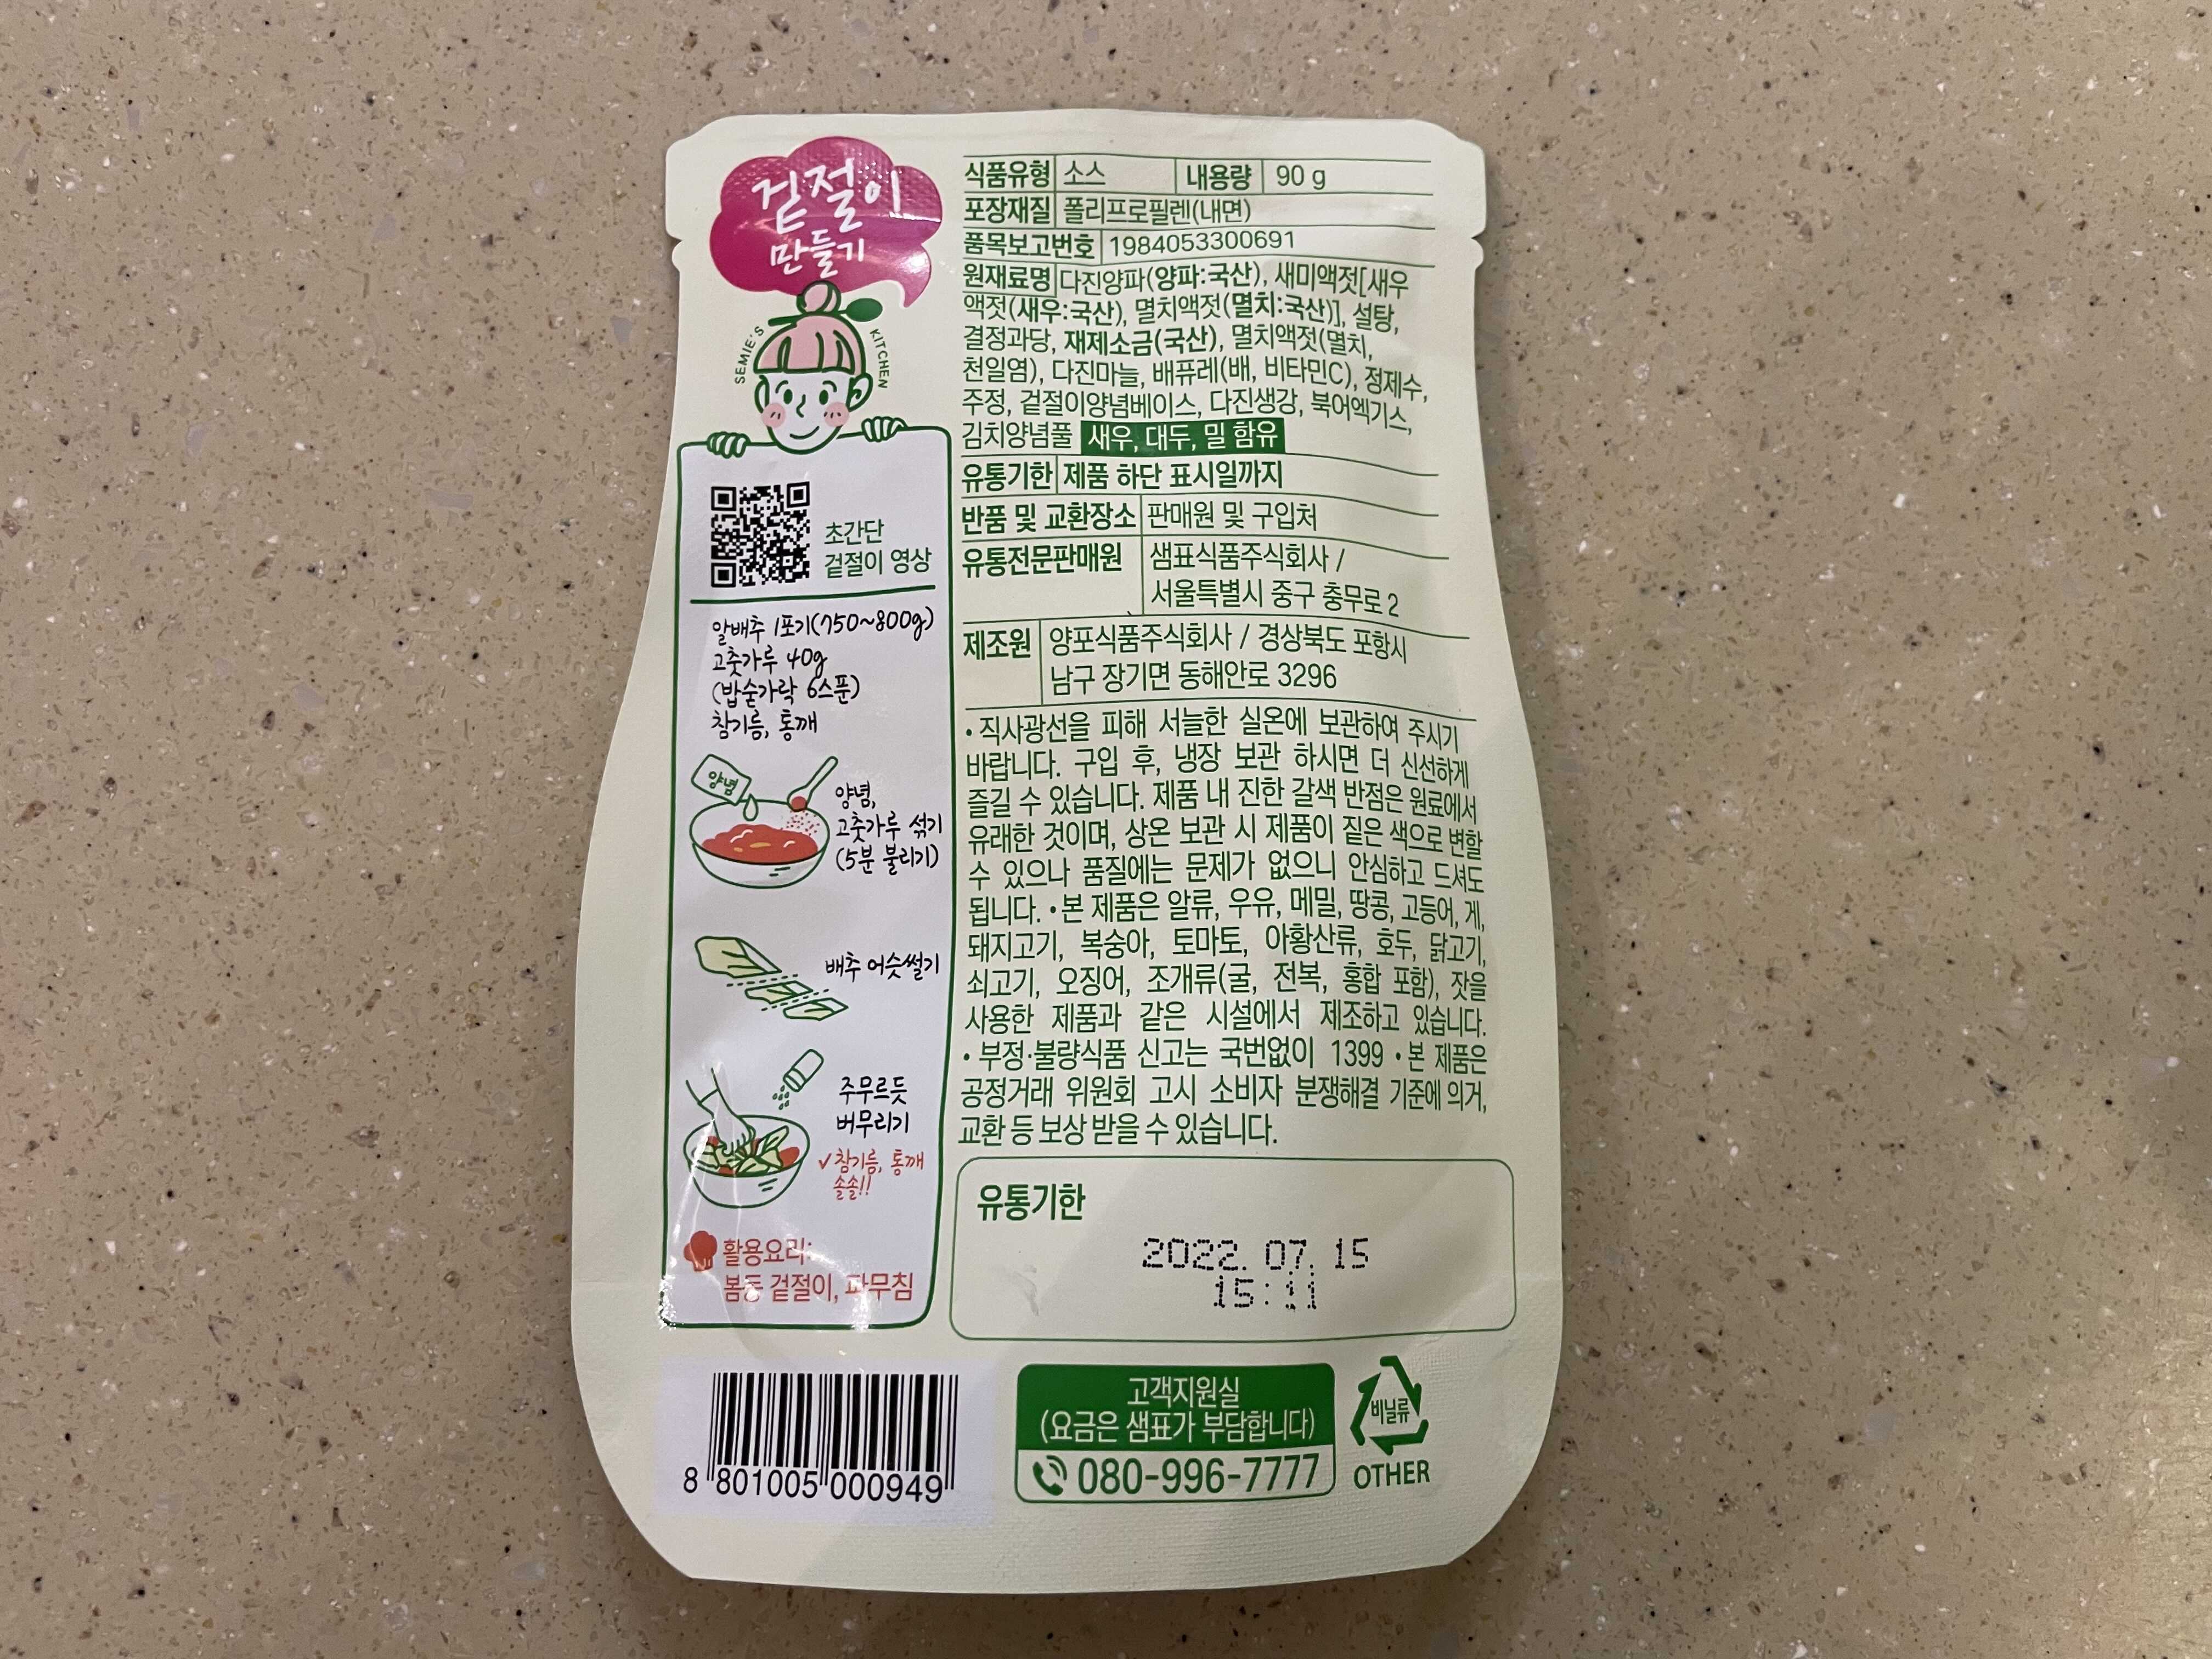 겉절이
만들기
SEMIE'S KITCHEN
초간단
겉절이 영상
알배추 1포기(750~800g)
고춧가루 40g
(밥숟가락 6스푼)
참기름, 통깨
양념
양념,
고춧가루 섞기
(5분 불리기)
배추 어슷썰기
주무르듯
버무리기
✓참기름, 통깨
솔솔!!
활용요리:
봄동 겉절이, 파무침
식품유형 소스 내용량 90 g
포장재질 폴리프로필렌(내면)
품목보고번호 1984053300691
원재료명 다진양파(양파:국산), 새미액젓[새우
액젓(새우:국산), 멸치액젓(멸치:국산)], 설탕,
결정과당, 재제소금(국산), 멸치액젓(멸치,
천일염), 다진마늘, 배퓨레(배, 비타민C), 정제수,
주정, 겉절이양념베이스, 다진생강, 북어엑기스,
김치양념풀 새우, 대두, 밀 함유
유통기한 제품 하단 표시일까지
반품 및 교환장소 판매원 및 구입처
유통전문판매원 샘표식품주식회사 /
서울특별시 중구 충무로 2
제조원 양포식품주식회사 / 경상북도 포항시
남구 장기면 동해안로 3296
• 직사광선을 피해 서늘한 실온에 보관하여 주시기
바랍니다. 구입 후, 냉장 보관 하시면 더 신선하게
즐길 수 있습니다. 제품 내 진한 갈색 반점은 원료에서
유래한 것이며, 상온 보관 시 제품이 짙은 색으로 변할
수 있으나 품질에는 문제가 없으니 안심하고 드셔도
됩니다. •본 제품은 알류, 우유, 메밀, 땅콩, 고등어, 게,
돼지고기, 복숭아, 토마토, 아황산류, 호두, 닭고기,
쇠고기, 오징어, 조개류(굴, 전복, 홍합 포함), 잣을
사용한 제품과 같은 시설에서 제조하고 있습니다.
• 부정·불량식품 신고는 국번없이 1399 • 본 제품은
공정거래 위원회 고시 소비자 분쟁해결 기준에 의거,
교환 등 보상 받을 수 있습니다.
유통기한
2022. 07. 15
15:11
8 801005 000949
고객지원실
(요금은 샘표가 부담합니다)
080-996-7777
비닐류
OTHER